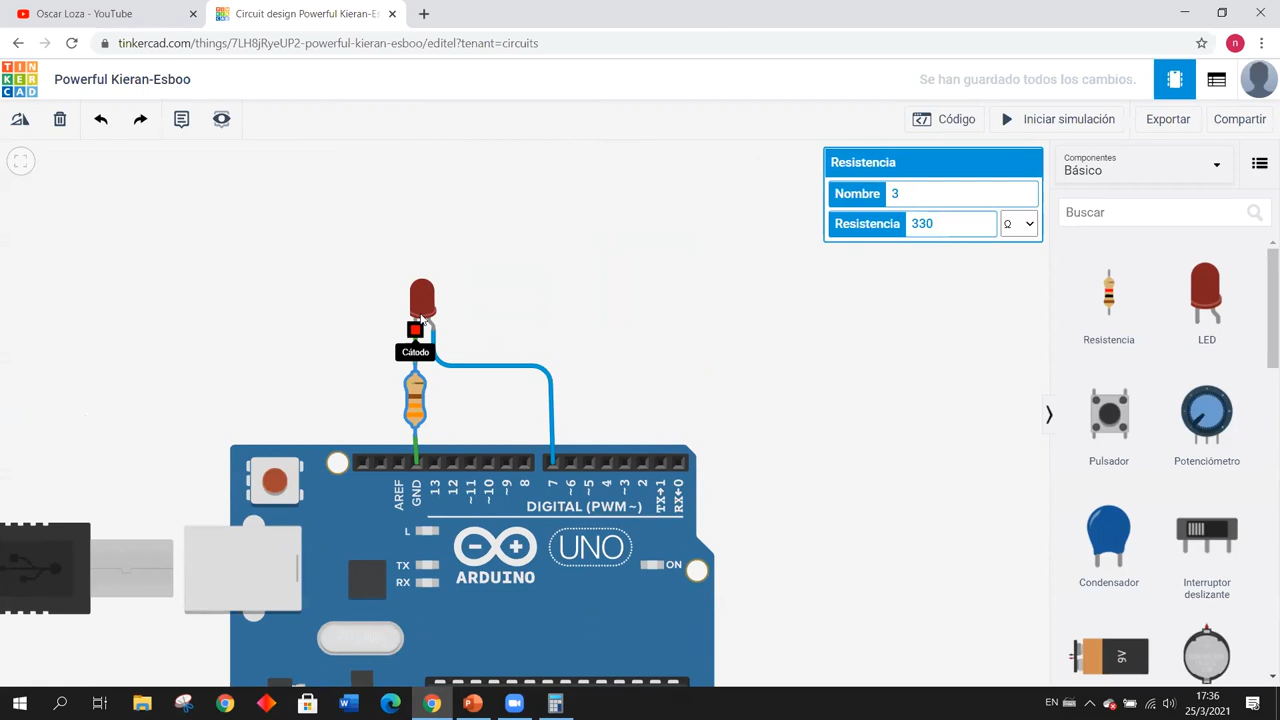 Oscar Loza - YouTube
Circuit design Powerful Kieran-Es
tinkercad.com/things/7LH8jRyeUP2-powerful-kieran-esboo/editel?tenant=circuits
n
TIN
KER
CAD
Powerful Kieran-Esboo
Se han guardado todos los cambios.
Código
Iniciar simulación
Exportar
Compartir
Resistencia
Nombre 3
Resistencia 330 Ω
Componentes
Básico
Buscar
Resistencia
LED
Pulsador
Potenciómetro
Condensador
Interruptor
deslizante
9V
Cátodo
AREF
GND
13
12
~11
~10
~9
8
7
~6
~5
4
~3
2
TX→1
RX←0
DIGITAL (PWM~)
L
TX
RX
ARDUINO
UNO
ON
EN
17:36
25/3/2021